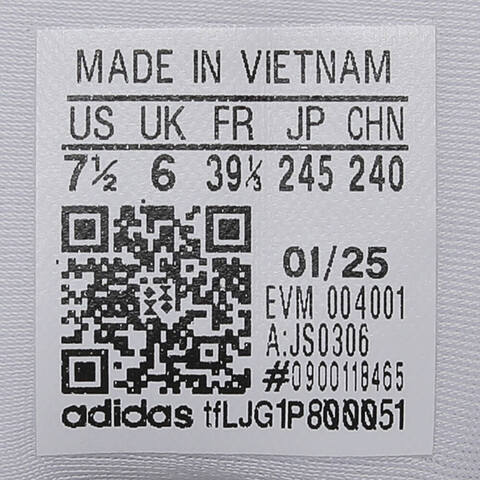 MADE IN VIETNAM
US UK FR JP CHN
7½ 6 39⅓ 245 240
01/25
EVM 004001
A:JS0306
#0900118465
adidas tfLJG1P800051